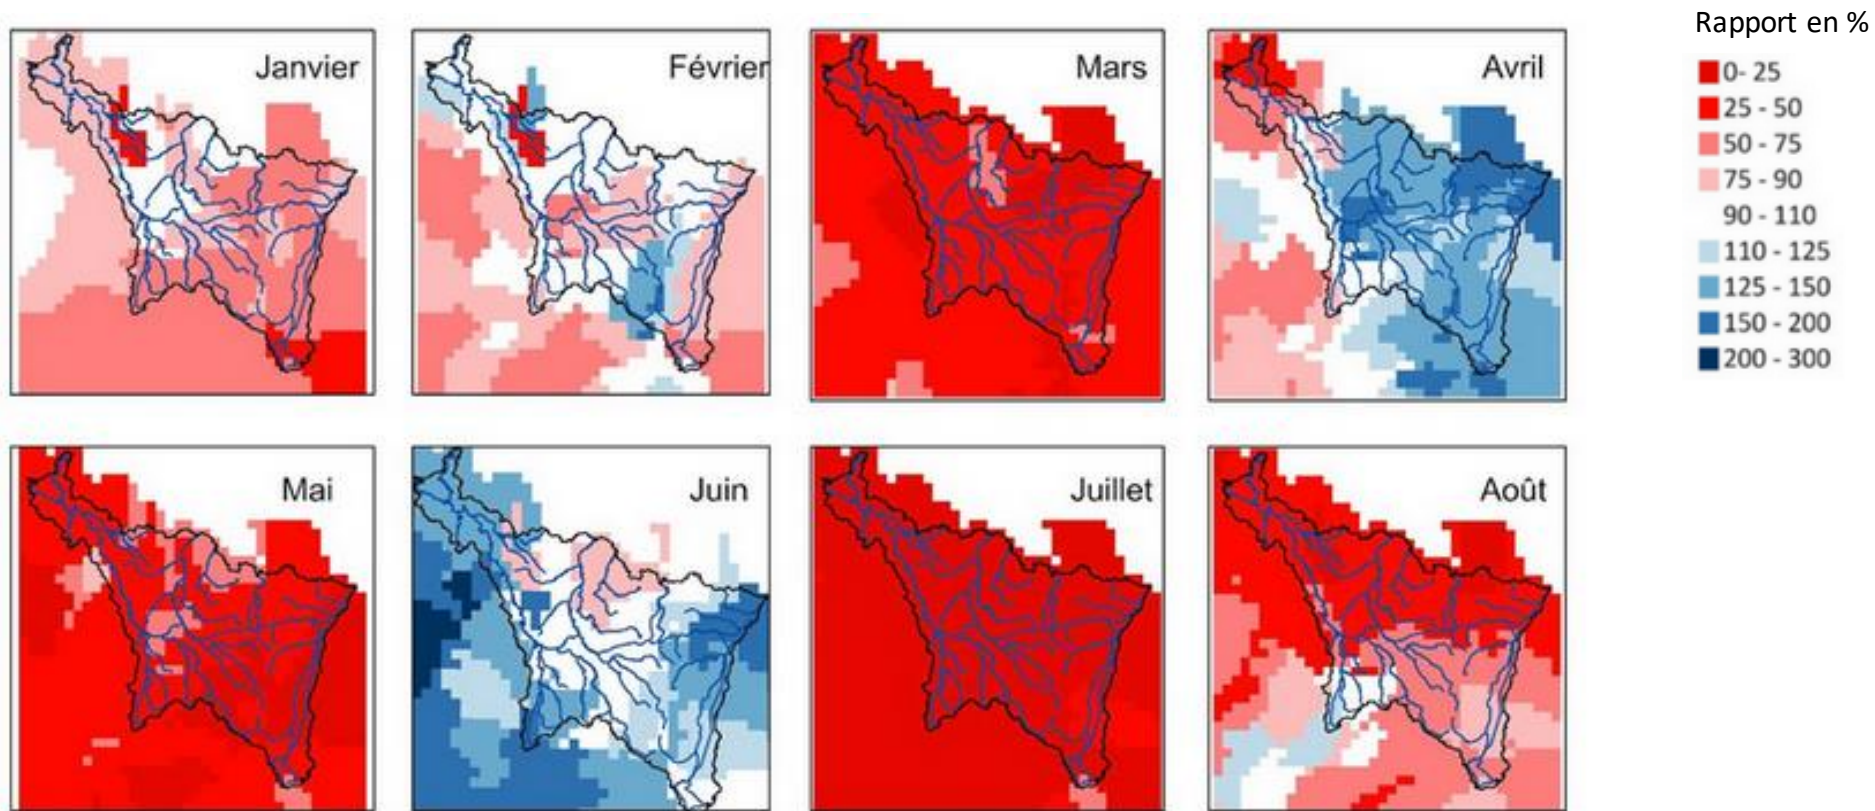 Janvier
Février
Mars
Avril
Mai
Juin
Juillet
Août
Rapport en %
0- 25
25 - 50
50 - 75
75 - 90
90 - 110
110 - 125
125 - 150
150 - 200
200 - 300